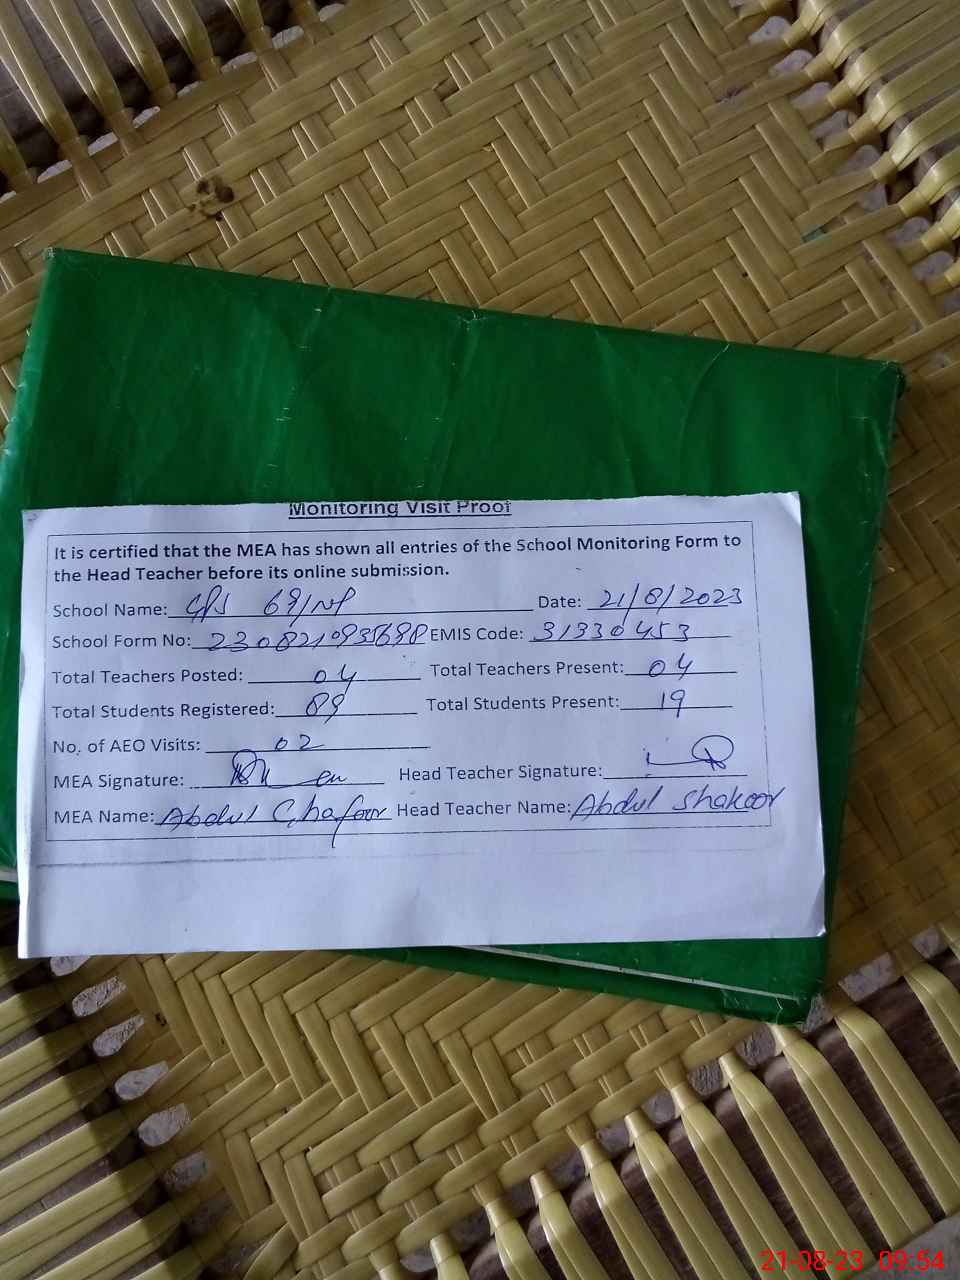 Monitoring Visit Proof
It is certified that the MEA has shown all entries of the School Monitoring Form to
the Head Teacher before its online submission.
School Name: GPS 69/NP Date: 21/8/2023
School Form No: EMIS Code: 31330453
Total Teachers Posted: 04 Total Teachers Present: 04
Total Students Registered: 89 Total Students Present: 19
No. of AEO Visits: 02
MEA Signature: Head Teacher Signature:
MEA Name: Abdul Ghafoor Head Teacher Name: Abdul Shakoor
21-08-23 09:54